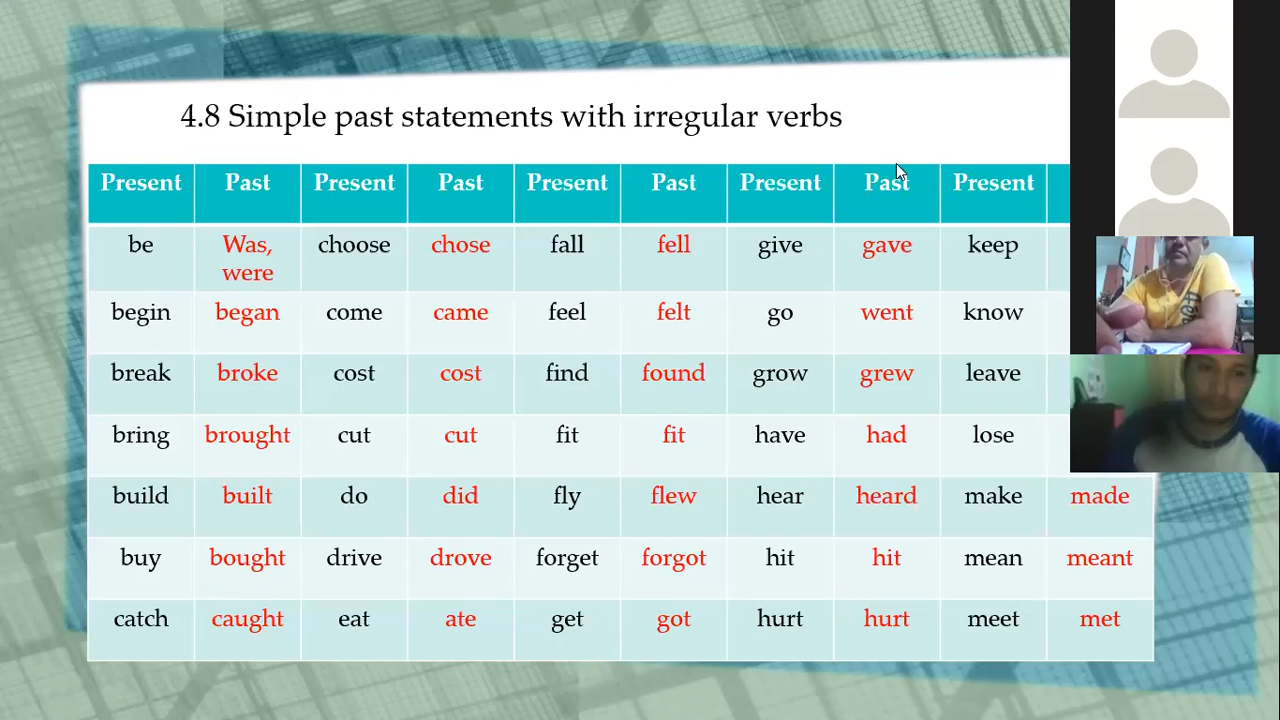 4.8 Simple past statements with irregular verbs
Present Past Present Past Present Past Present Past Present
be Was, were choose chose fall fell give gave keep
begin began come came feel felt go went know
break broke cost cost find found grow grew leave
bring brought cut cut fit fit have had lose
build built do did fly flew hear heard make made
buy bought drive drove forget forgot hit hit mean meant
catch caught eat ate get got hurt hurt meet met